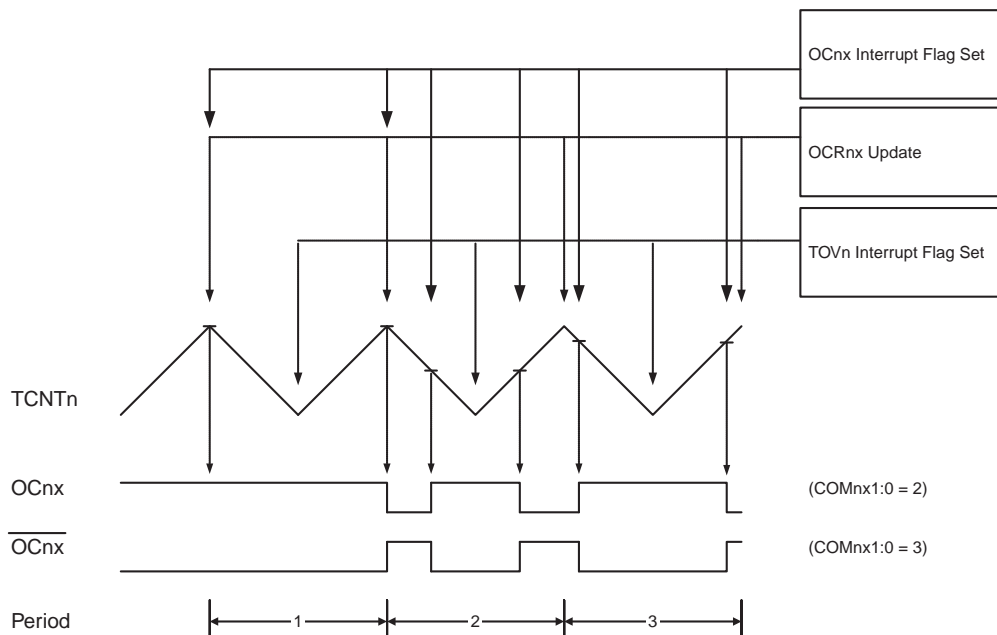 OCnx Interrupt Flag Set
OCRnx Update
TOVn Interrupt Flag Set
TCNTn
OCnx
(COMnx1:0 = 2)
OCnx
(COMnx1:0 = 3)
Period
1
2
3